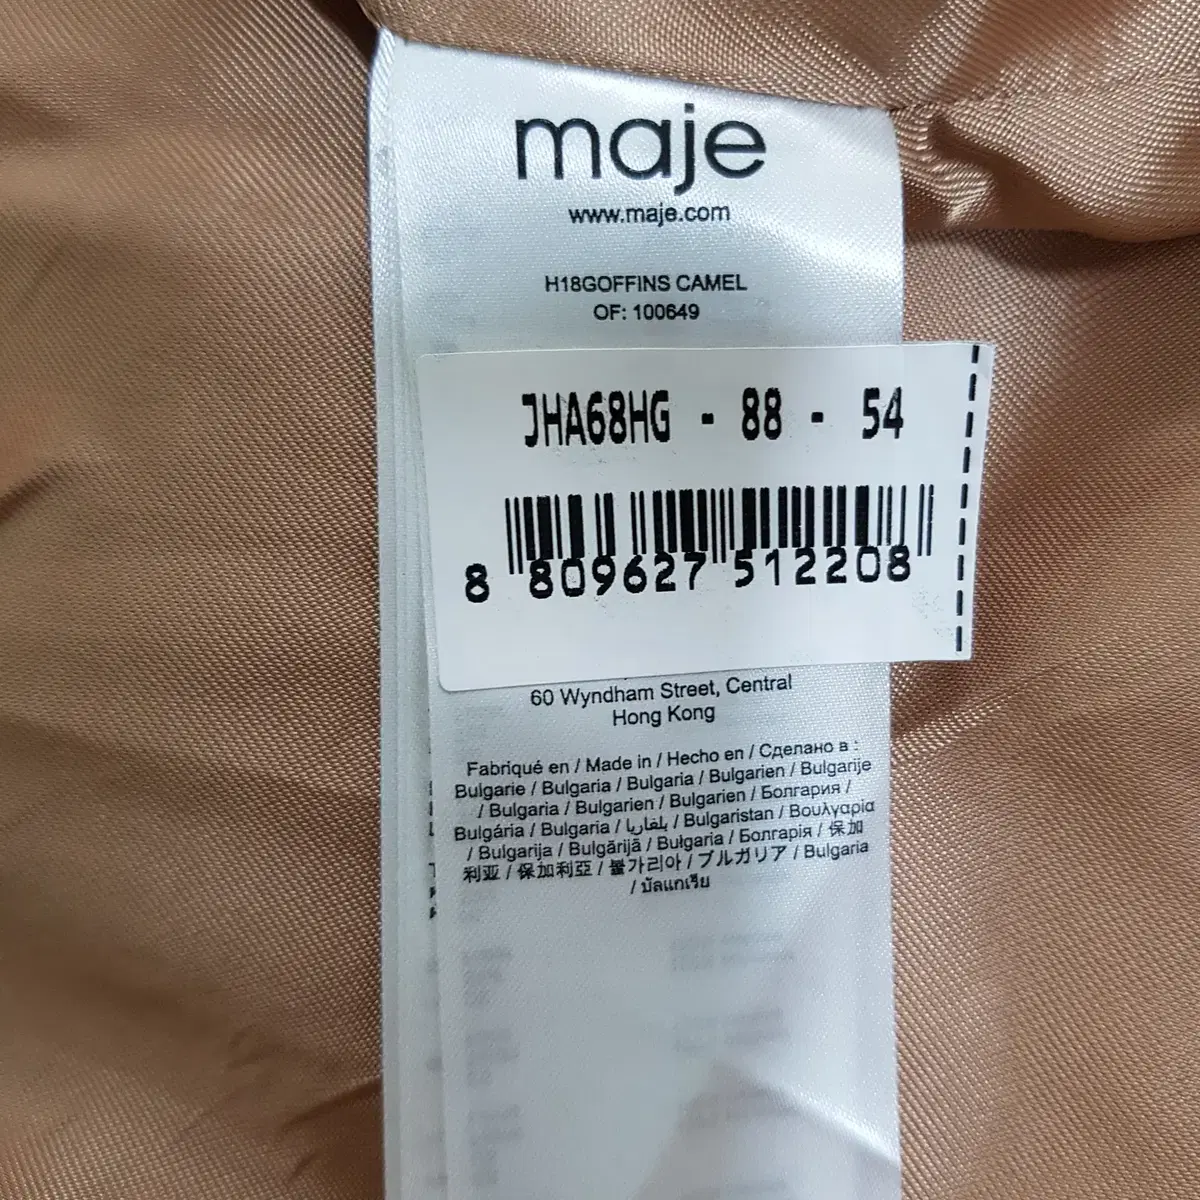 maje
www.maje.com
H18GOFFINS CAMEL
OF: 100649
JHA68HG - 88 - 54
8 809627 512208
60 Wyndham Street, Central
Hong Kong
Fabriqué en / Made in / Hecho en / Сделано в :
Bulgarie / Bulgaria / Bulgaria / Bulgarien / Bulgarije
/ Bulgaria / Bulgarien / Bulgarien / Болгария /
Bulgária / Bulgaria / بلغاريا / Bulgaristan / Βουλγαρία
/ Bulgarija / Bulgārijā / Bułgaria / Болгарія / 保加
利亚 / 保加利亞 / 불가리아 / ブルガリア / Bulgaria
/ บัลแกเรีย